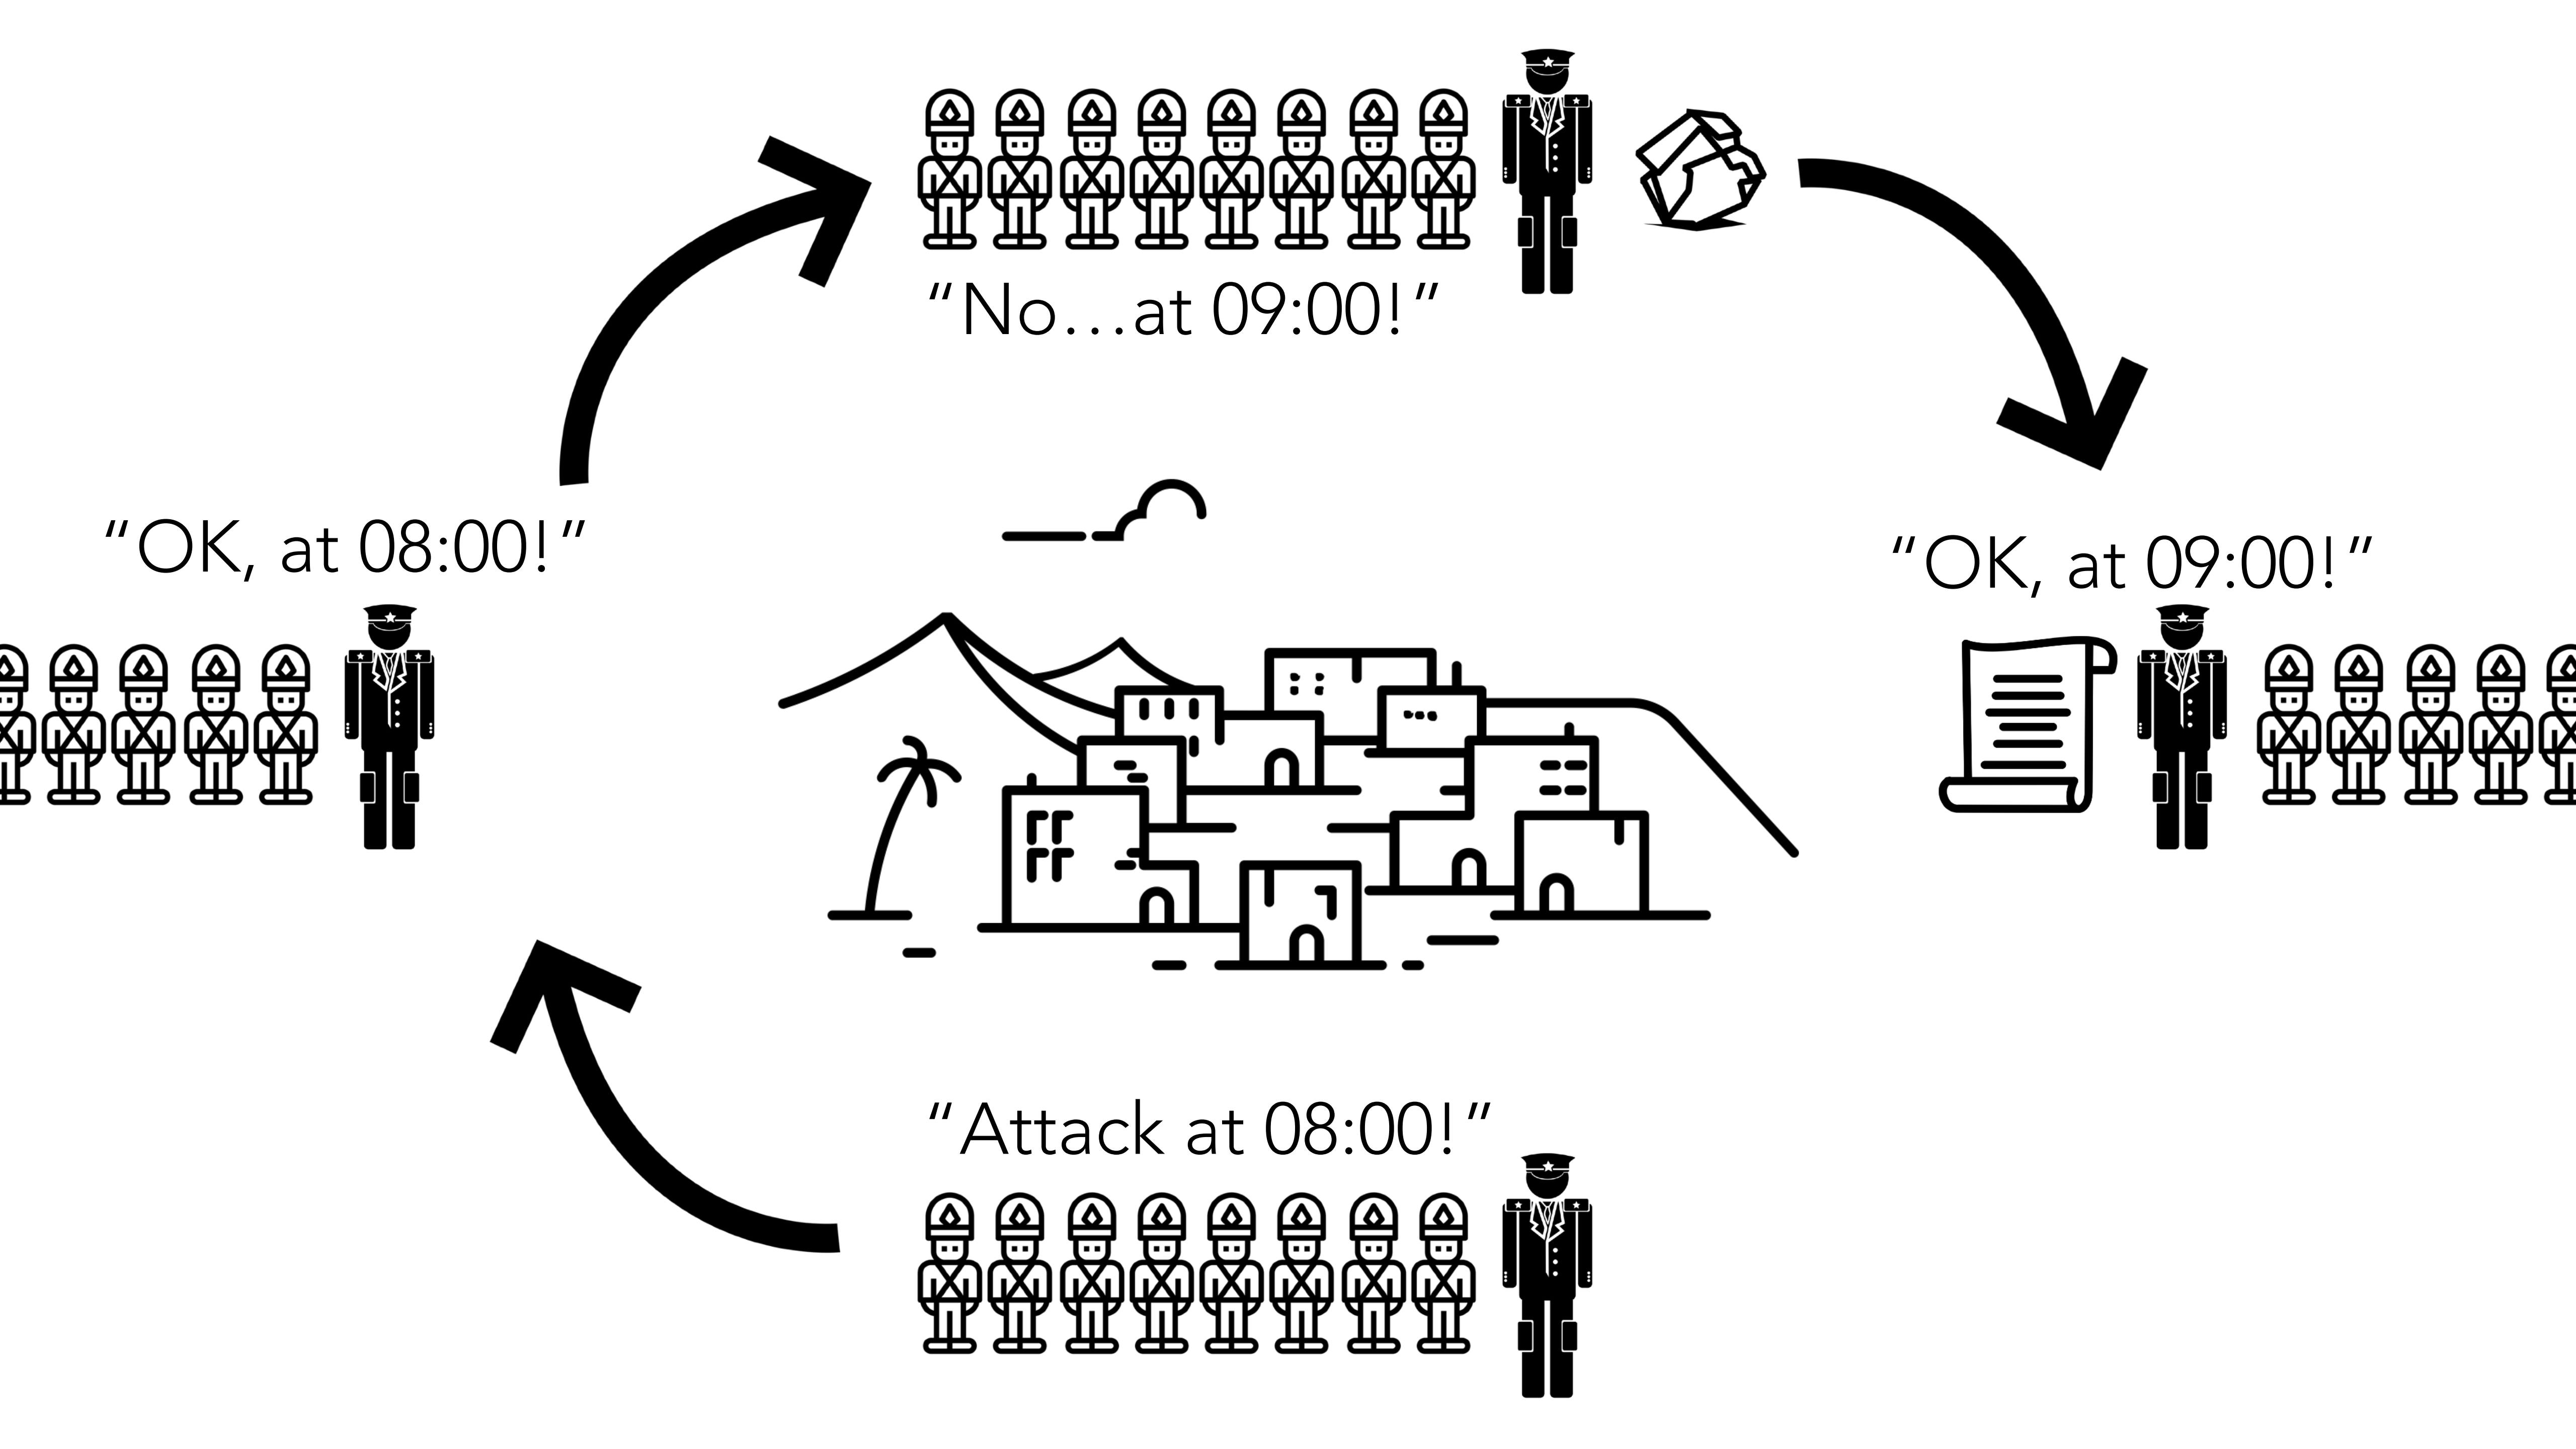 “No...at 09:00!”
“OK, at 08:00!”
“OK, at 09:00!”
“Attack at 08:00!”